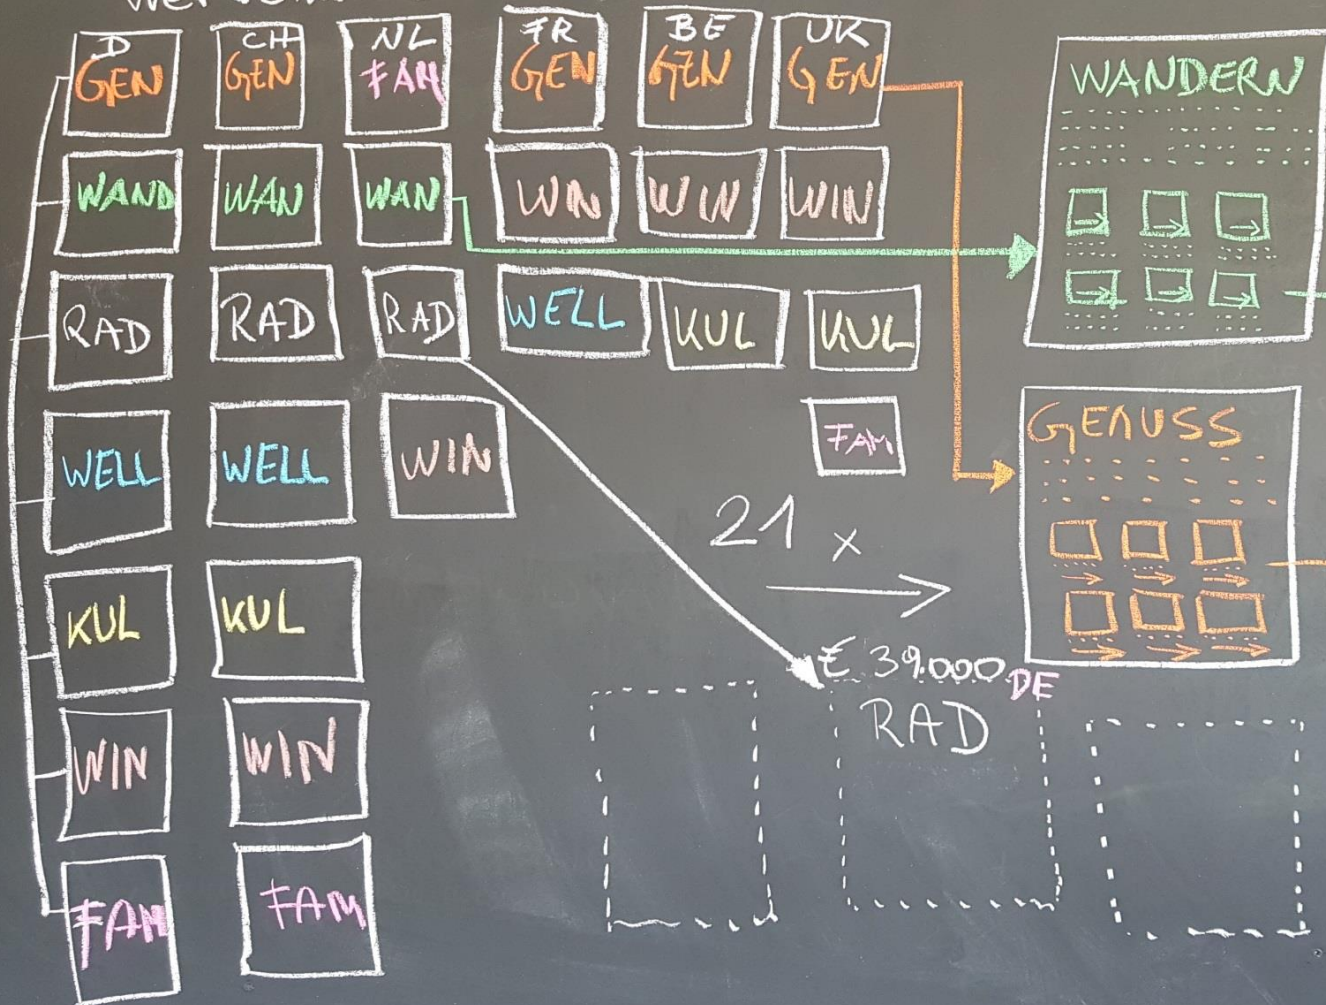 D CH NL FR BE UK
GEN GEN FAM GEN GEN GEN
WANDERN
WAND WAN WAN WIN WIN WIN
RAD RAD RAD WELL KUL KUL
WELL WELL WIN FAM
GENUSS
21 x
KUL KUL
€ 39.000 DE
RAD
WIN WIN
FAM FAM